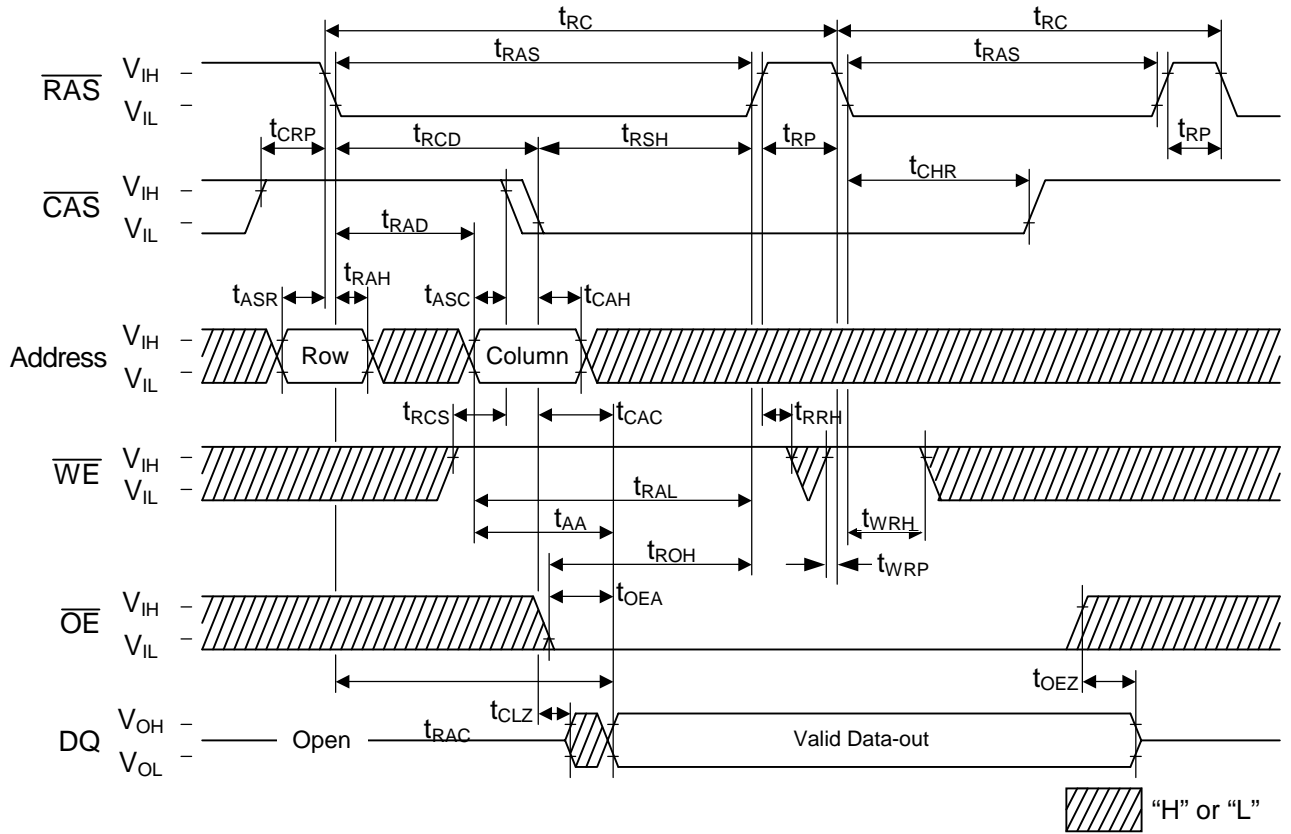 tRC tRC
tRAS tRAS
RAS VIH
VIL
tCRP tRCD tRSH tRP tRP
CAS VIH
VIL
tCHR
tRAD
tRAH
tASR tASC tCAH
Address VIH
VIL
Row Column
tRCS tCAC tRRH
WE VIH
VIL
tRAL
tAA tWRH
tROH tWRP
OE VIH
VIL
tOEA
tOEZ
tCLZ
DQ VOH
VOL
Open tRAC Valid Data-out
“H” or “L”